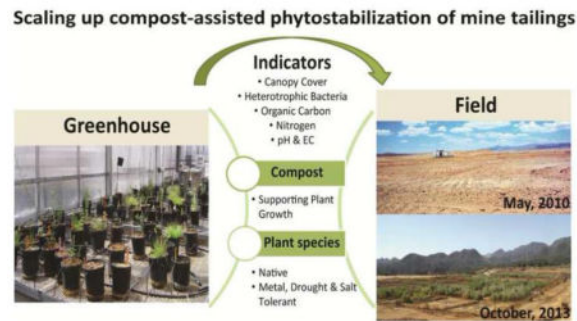 Scaling up compost-assisted phytostabilization of mine tailings
Indicators
• Canopy Cover
• Heterotrophic Bacteria
• Organic Carbon
• Nitrogen
• pH & EC
Greenhouse
Compost
• Supporting Plant
Growth
Plant species
• Native
• Metal, Drought & Salt
Tolerant
Field
May, 2010
October, 2013